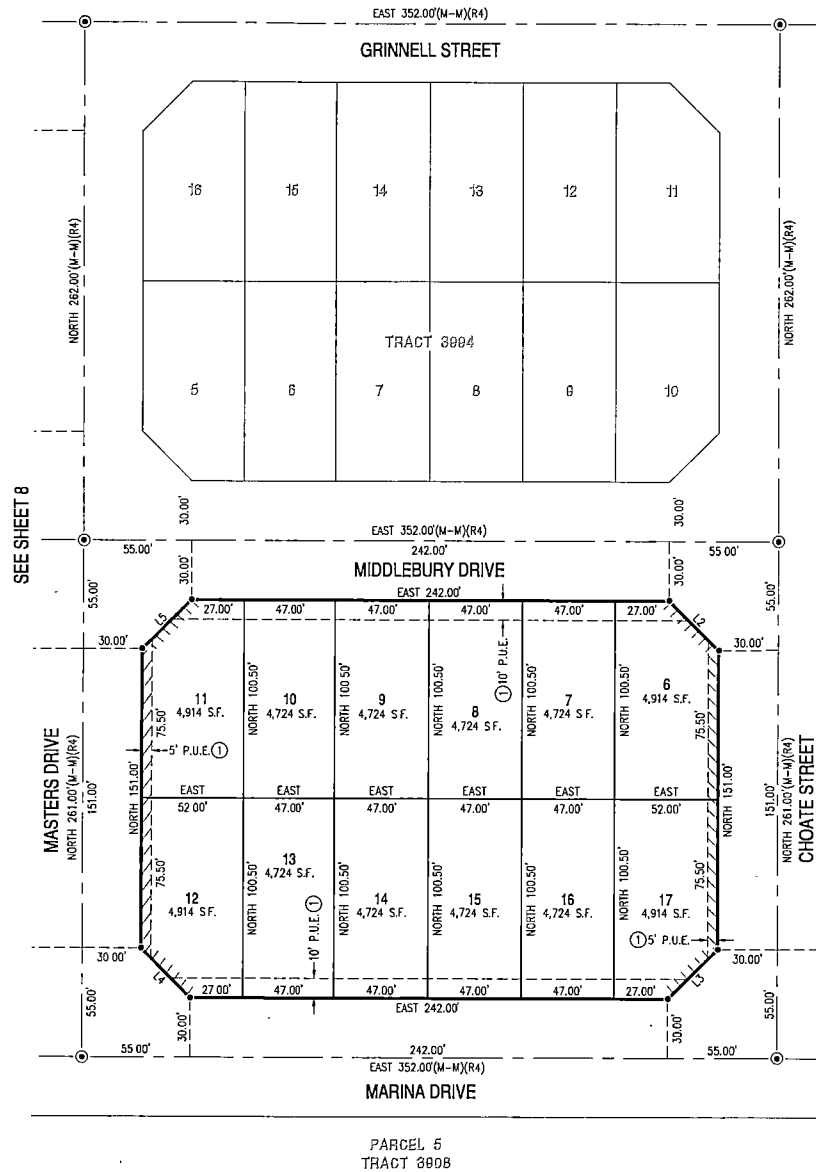 EAST 352.00'(M-M)(R4)
GRINNELL STREET
NORTH 262.00'(M-M)(R4)
NORTH 262.00'(M-M)(R4)
16
15
14
13
12
11
TRACT 3994
5
6
7
8
9
10
SEE SHEET 8
30.00'
30.00'
EAST 352.00'(M-M)(R4)
55.00'
242.00'
55.00'
MIDDLEBURY DRIVE
55.00'
30.00'
30.00'
55.00'
EAST 242.00'
27.00'
47.00'
47.00'
47.00'
47.00'
27.00'
L5
L2
30.00'
30.00'
1 10' P.U.E.
11
4,914 S.F.
10
4,724 S.F.
9
4,724 S.F.
8
4,724 S.F.
7
4,724 S.F.
6
4,914 S.F.
NORTH 100.50'
NORTH 100 50'
NORTH 100.50'
NORTH 100.50'
NORTH 100.50'
75.50'
75.50'
5' P.U.E. 1
MASTERS DRIVE
NORTH 261.00'(M-M)(R4)
151.00'
NORTH 151.00'
NORTH 151.00'
151.00'
NORTH 261.00'(M-M)(R4)
CHOATE STREET
EAST
EAST
EAST
EAST
EAST
EAST
52.00'
47.00'
47.00'
47.00'
47.00'
52.00'
12
4,914 S.F.
13
4,724 S.F.
14
4,724 S.F.
15
4,724 S.F.
16
4,724 S.F.
17
4,914 S.F.
75.50'
NORTH 100.50'
NORTH 100.50'
NORTH 100.50'
NORTH 100.50'
NORTH 100.50'
75.50'
10' P.U.E. 1
1 5' P.U.E.
30 00'
30.00'
L4
L3
27 00'
47.00'
47.00'
47.00'
47.00'
27.00'
EAST 242.00'
55.00'
30.00'
30.00'
55.00'
55 00'
242.00'
55.00'
EAST 352.00'(M-M)(R4)
MARINA DRIVE
PARCEL 5
TRACT 3908